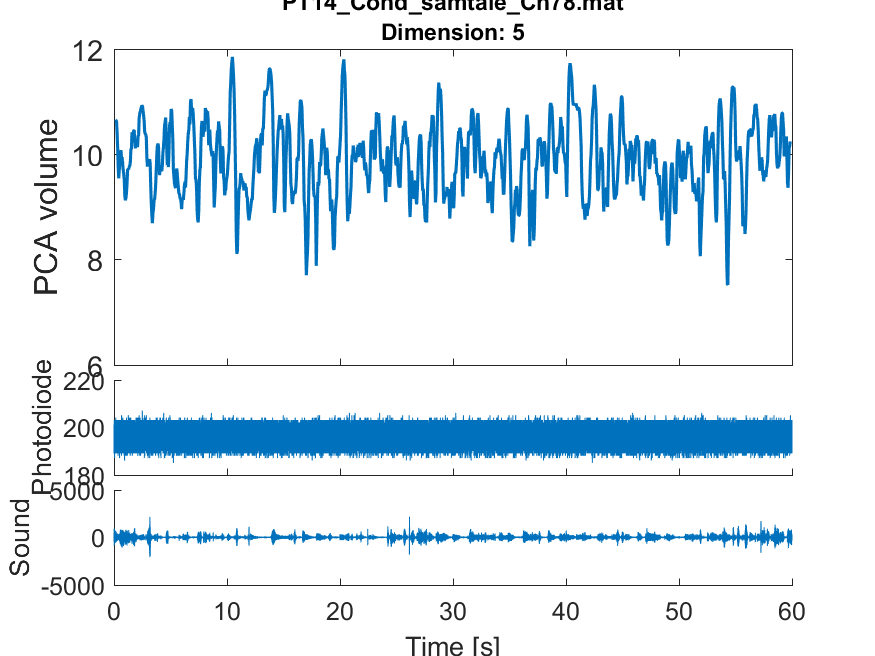 PT14_Cond_samtale_Ch78.mat
Dimension: 5
12
10
8
6
PCA volume
220
200
180
Photodiode
5000
0
-5000
Sound
0 10 20 30 40 50 60
Time [s]